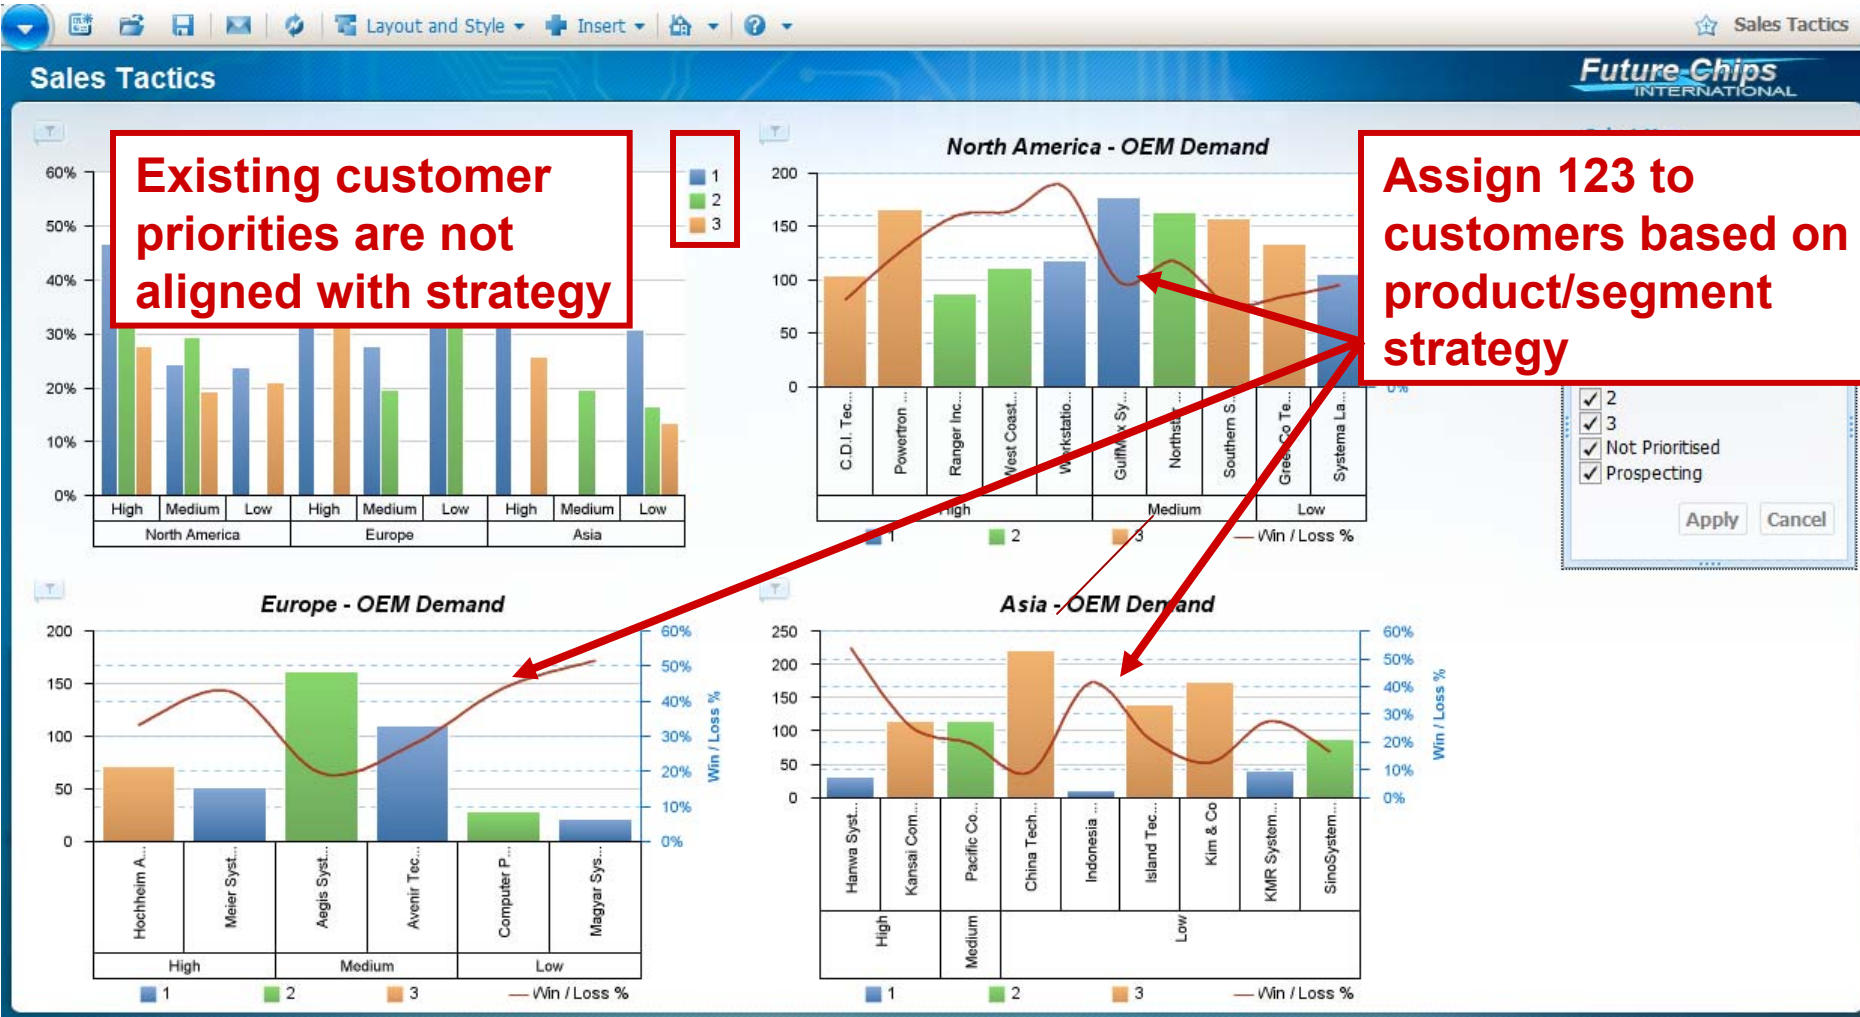 Layout and Style
Insert
Sales Tactics
Sales Tactics
Future Chips
INTERNATIONAL
Existing customer
priorities are not
aligned with strategy
60%
50%
40%
30%
20%
10%
0%
1
2
3
High Medium Low High Medium Low High Medium Low
North America Europe Asia
North America - OEM Demand
200
150
100
50
0
0%
C.D.I. Tec...
Powertron ...
Ranger Inc...
West Coast...
Workstatio...
GulfMex Sy...
Northstar ...
Southern S...
GreenCo Te...
Systema La...
High Medium Low
1 2 3 Win / Loss %
Assign 123 to
customers based on
product/segment
strategy
2
3
Not Prioritised
Prospecting
Apply Cancel
Europe - OEM Demand
200
150
100
50
0
60%
50%
40%
30%
20%
10%
0%
Win / Loss %
Hochheim A...
Meier Syst...
Aegis Syst...
Avenir Tec...
Computer P...
Magyar Sys...
High Medium Low
1 2 3 Win / Loss %
Asia - OEM Demand
250
200
150
100
50
0
60%
50%
40%
30%
20%
10%
0%
Win / Loss %
Hanwa Syst...
Kansai Com...
Pacific Co...
China Tech...
Indonesia ...
Island Tec...
Kim & Co
KMR System...
SinoSystem...
High Medium Low
1 2 3 Win / Loss %